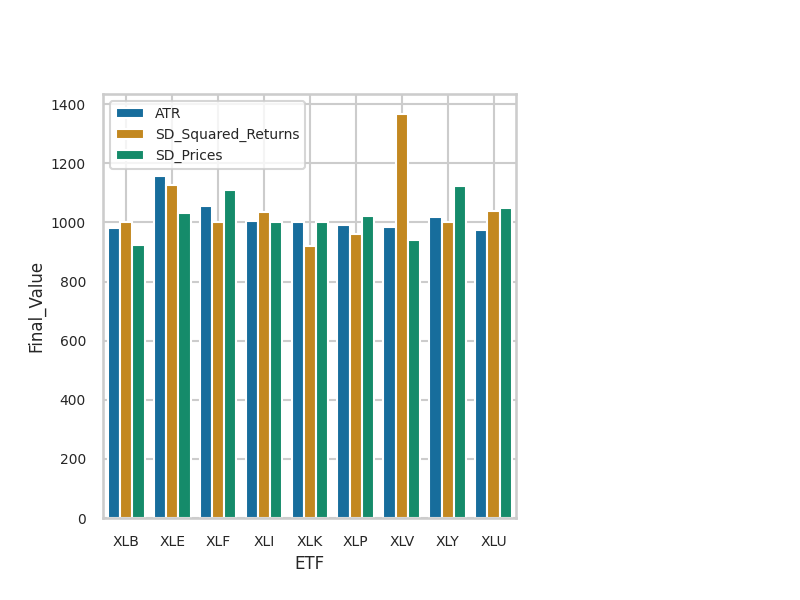 1400
1200
1000
800
600
400
200
0
Final_Value
ATR
SD_Squared_Returns
SD_Prices
XLB XLE XLF XLI XLK XLP XLV XLY XLU
ETF